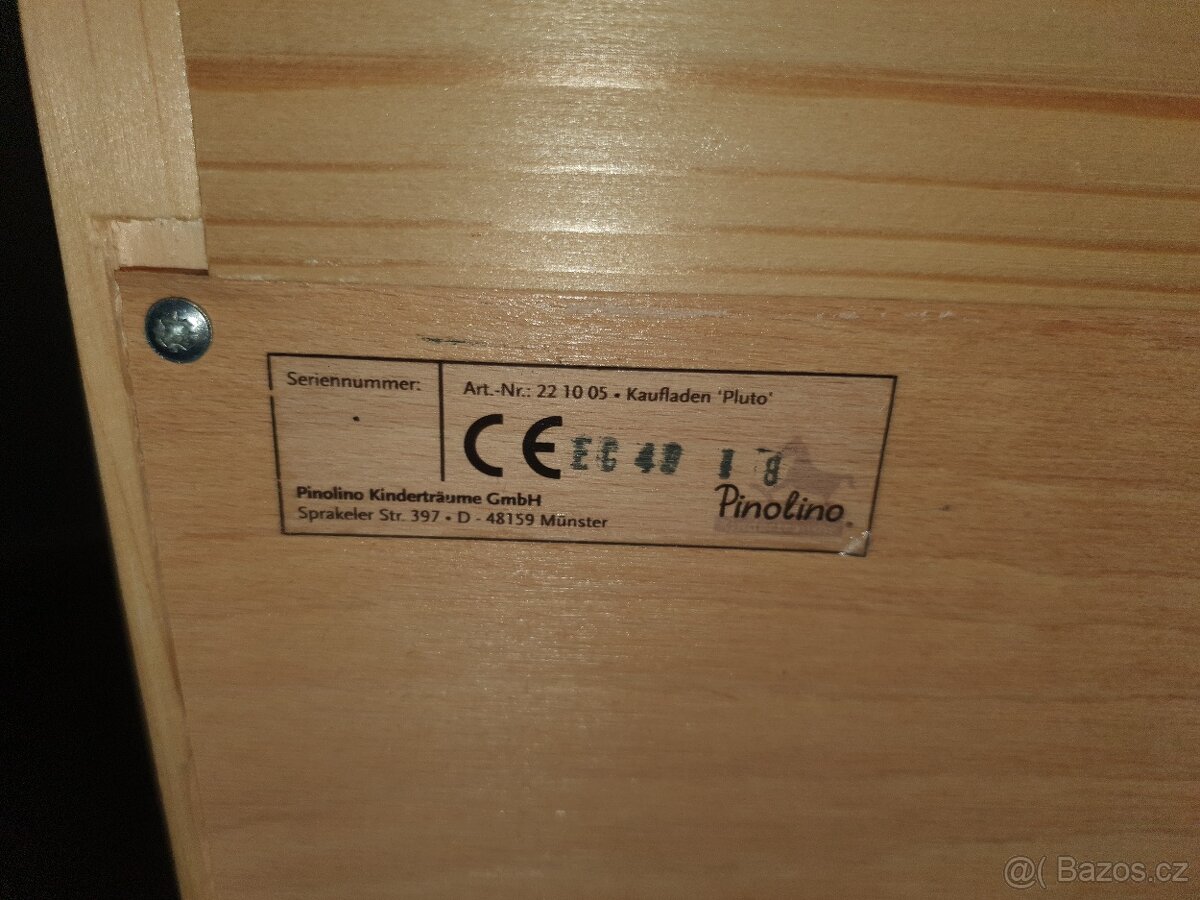 Seriennummer:
Art.-Nr.: 22 10 05 • Kaufladen 'Pluto'
CE
Pinolino
Pinolino Kinderträume GmbH
Sprakeler Str. 397 • D - 48159 Münster
@( Bazos.cz